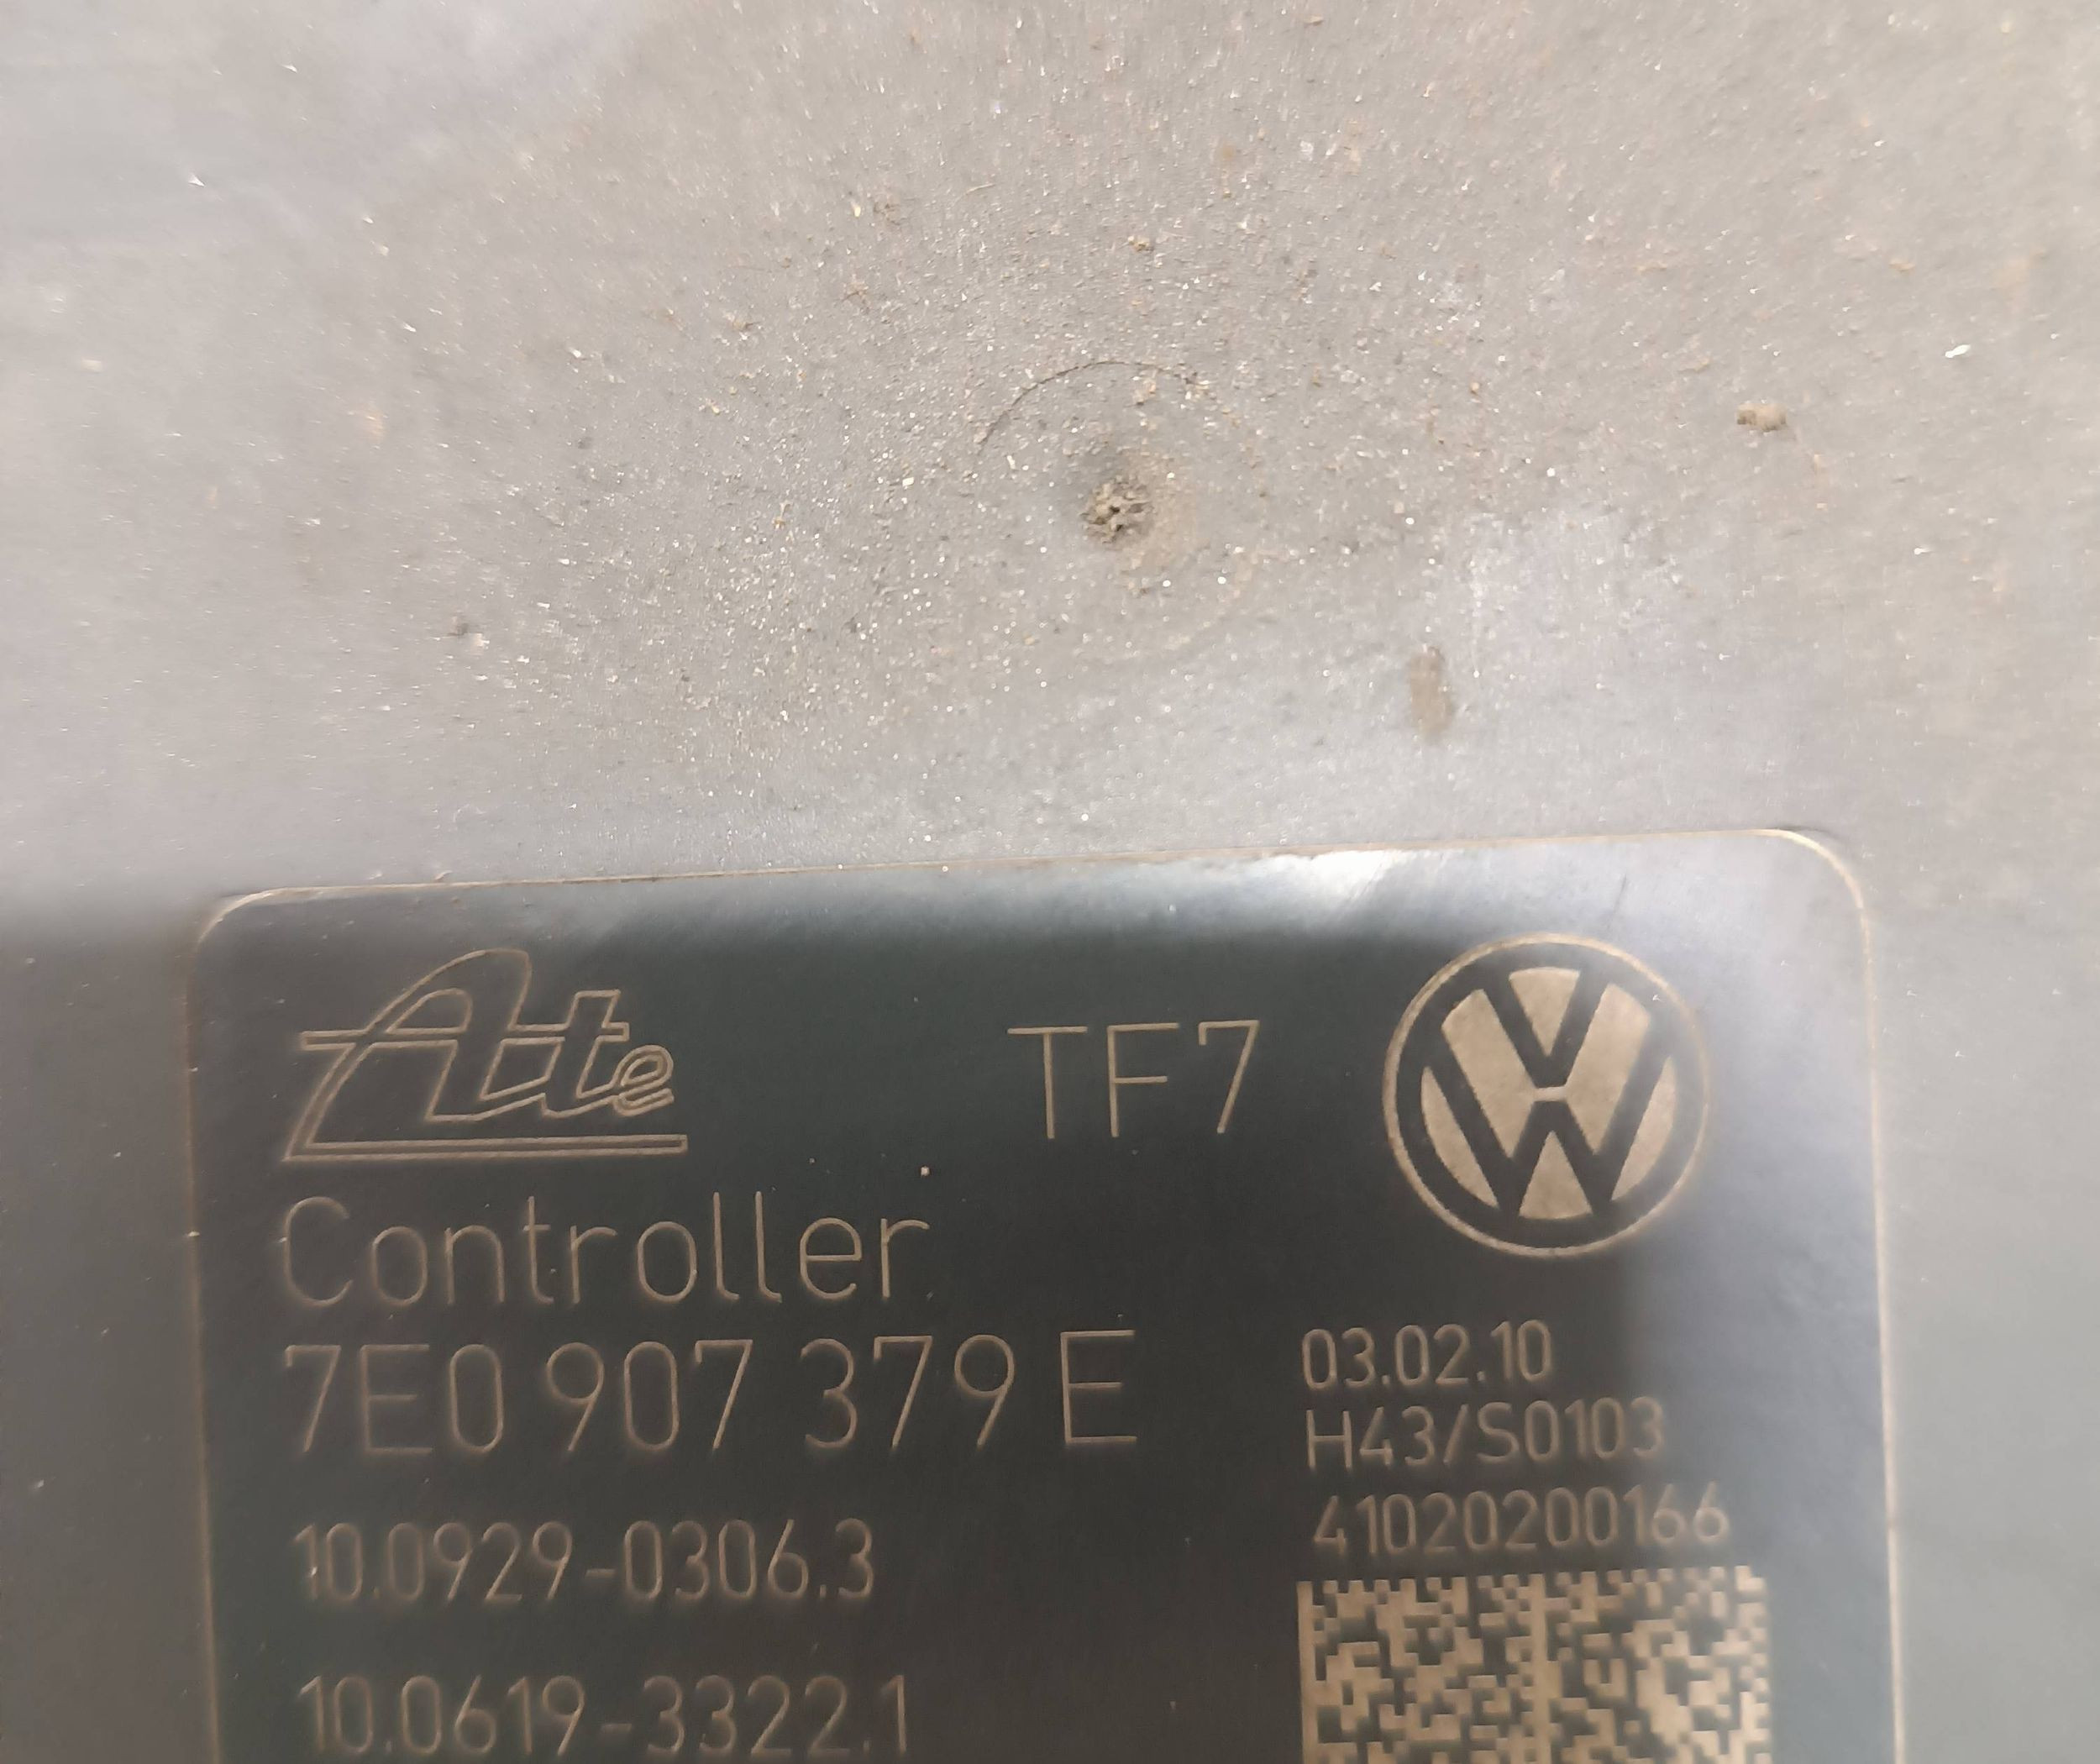 Ate TF7
Controller
7E0 907 379 E
03.02.10
H43/S0103
41020200166
10.0929-0306.3
10.0619-3322.1